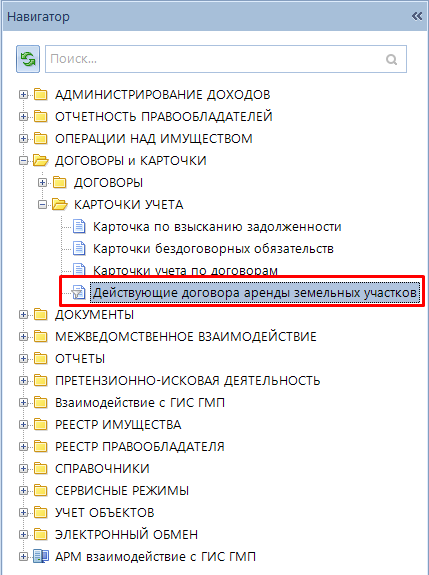 Навигатор
Поиск...
АДМИНИСТРИРОВАНИЕ ДОХОДОВ
ОТЧЕТНОСТЬ ПРАВООБЛАДАТЕЛЕЙ
ОПЕРАЦИИ НАД ИМУЩЕСТВОМ
ДОГОВОРЫ и КАРТОЧКИ
ДОГОВОРЫ
КАРТОЧКИ УЧЕТА
Карточка по взысканию задолженности
Карточки бездоговорных обязательств
Карточки учета по договорам
Действующие договора аренды земельных участков
ДОКУМЕНТЫ
МЕЖВЕДОМСТВЕННОЕ ВЗАИМОДЕЙСТВИЕ
ОТЧЕТЫ
ПРЕТЕНЗИОННО-ИСКОВАЯ ДЕЯТЕЛЬНОСТЬ
Взаимодействие с ГИС ГМП
РЕЕСТР ИМУЩЕСТВА
РЕЕСТР ПРАВООБЛАДАТЕЛЯ
СПРАВОЧНИКИ
СЕРВИСНЫЕ РЕЖИМЫ
УЧЕТ ОБЪЕКТОВ
ЭЛЕКТРОННЫЙ ОБМЕН
АРМ взаимодействие с ГИС ГМП